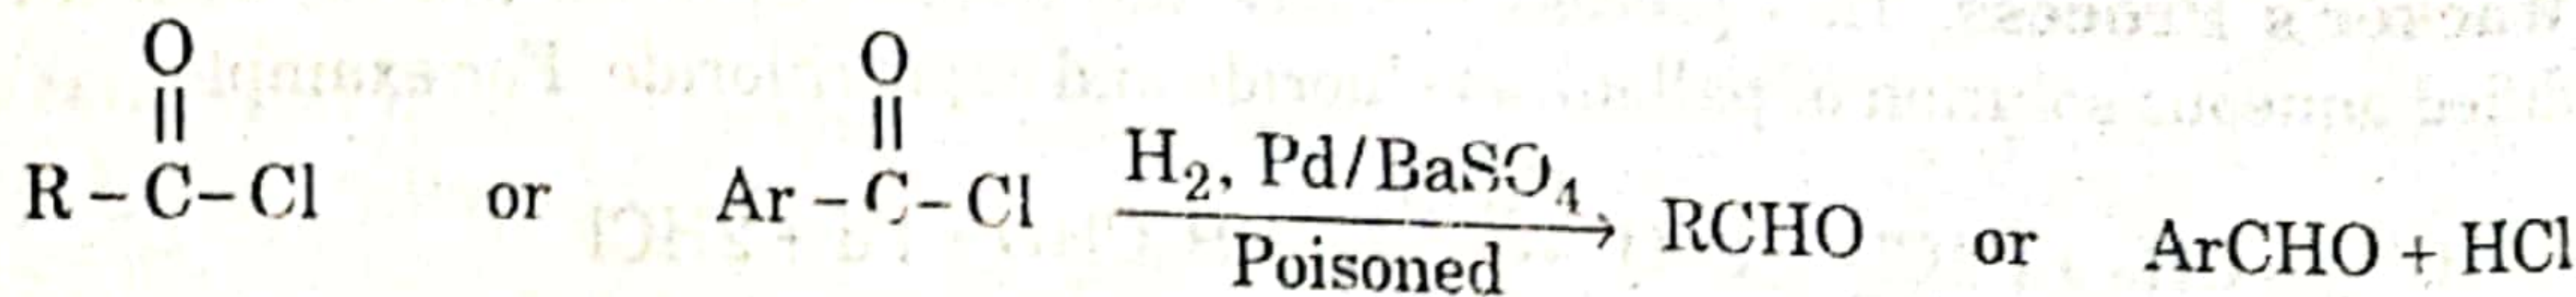 O O
|| ||
R – C – Cl or Ar – C – Cl H₂, Pd/BaSO₄ Poisoned → RCHO or ArCHO + HCl